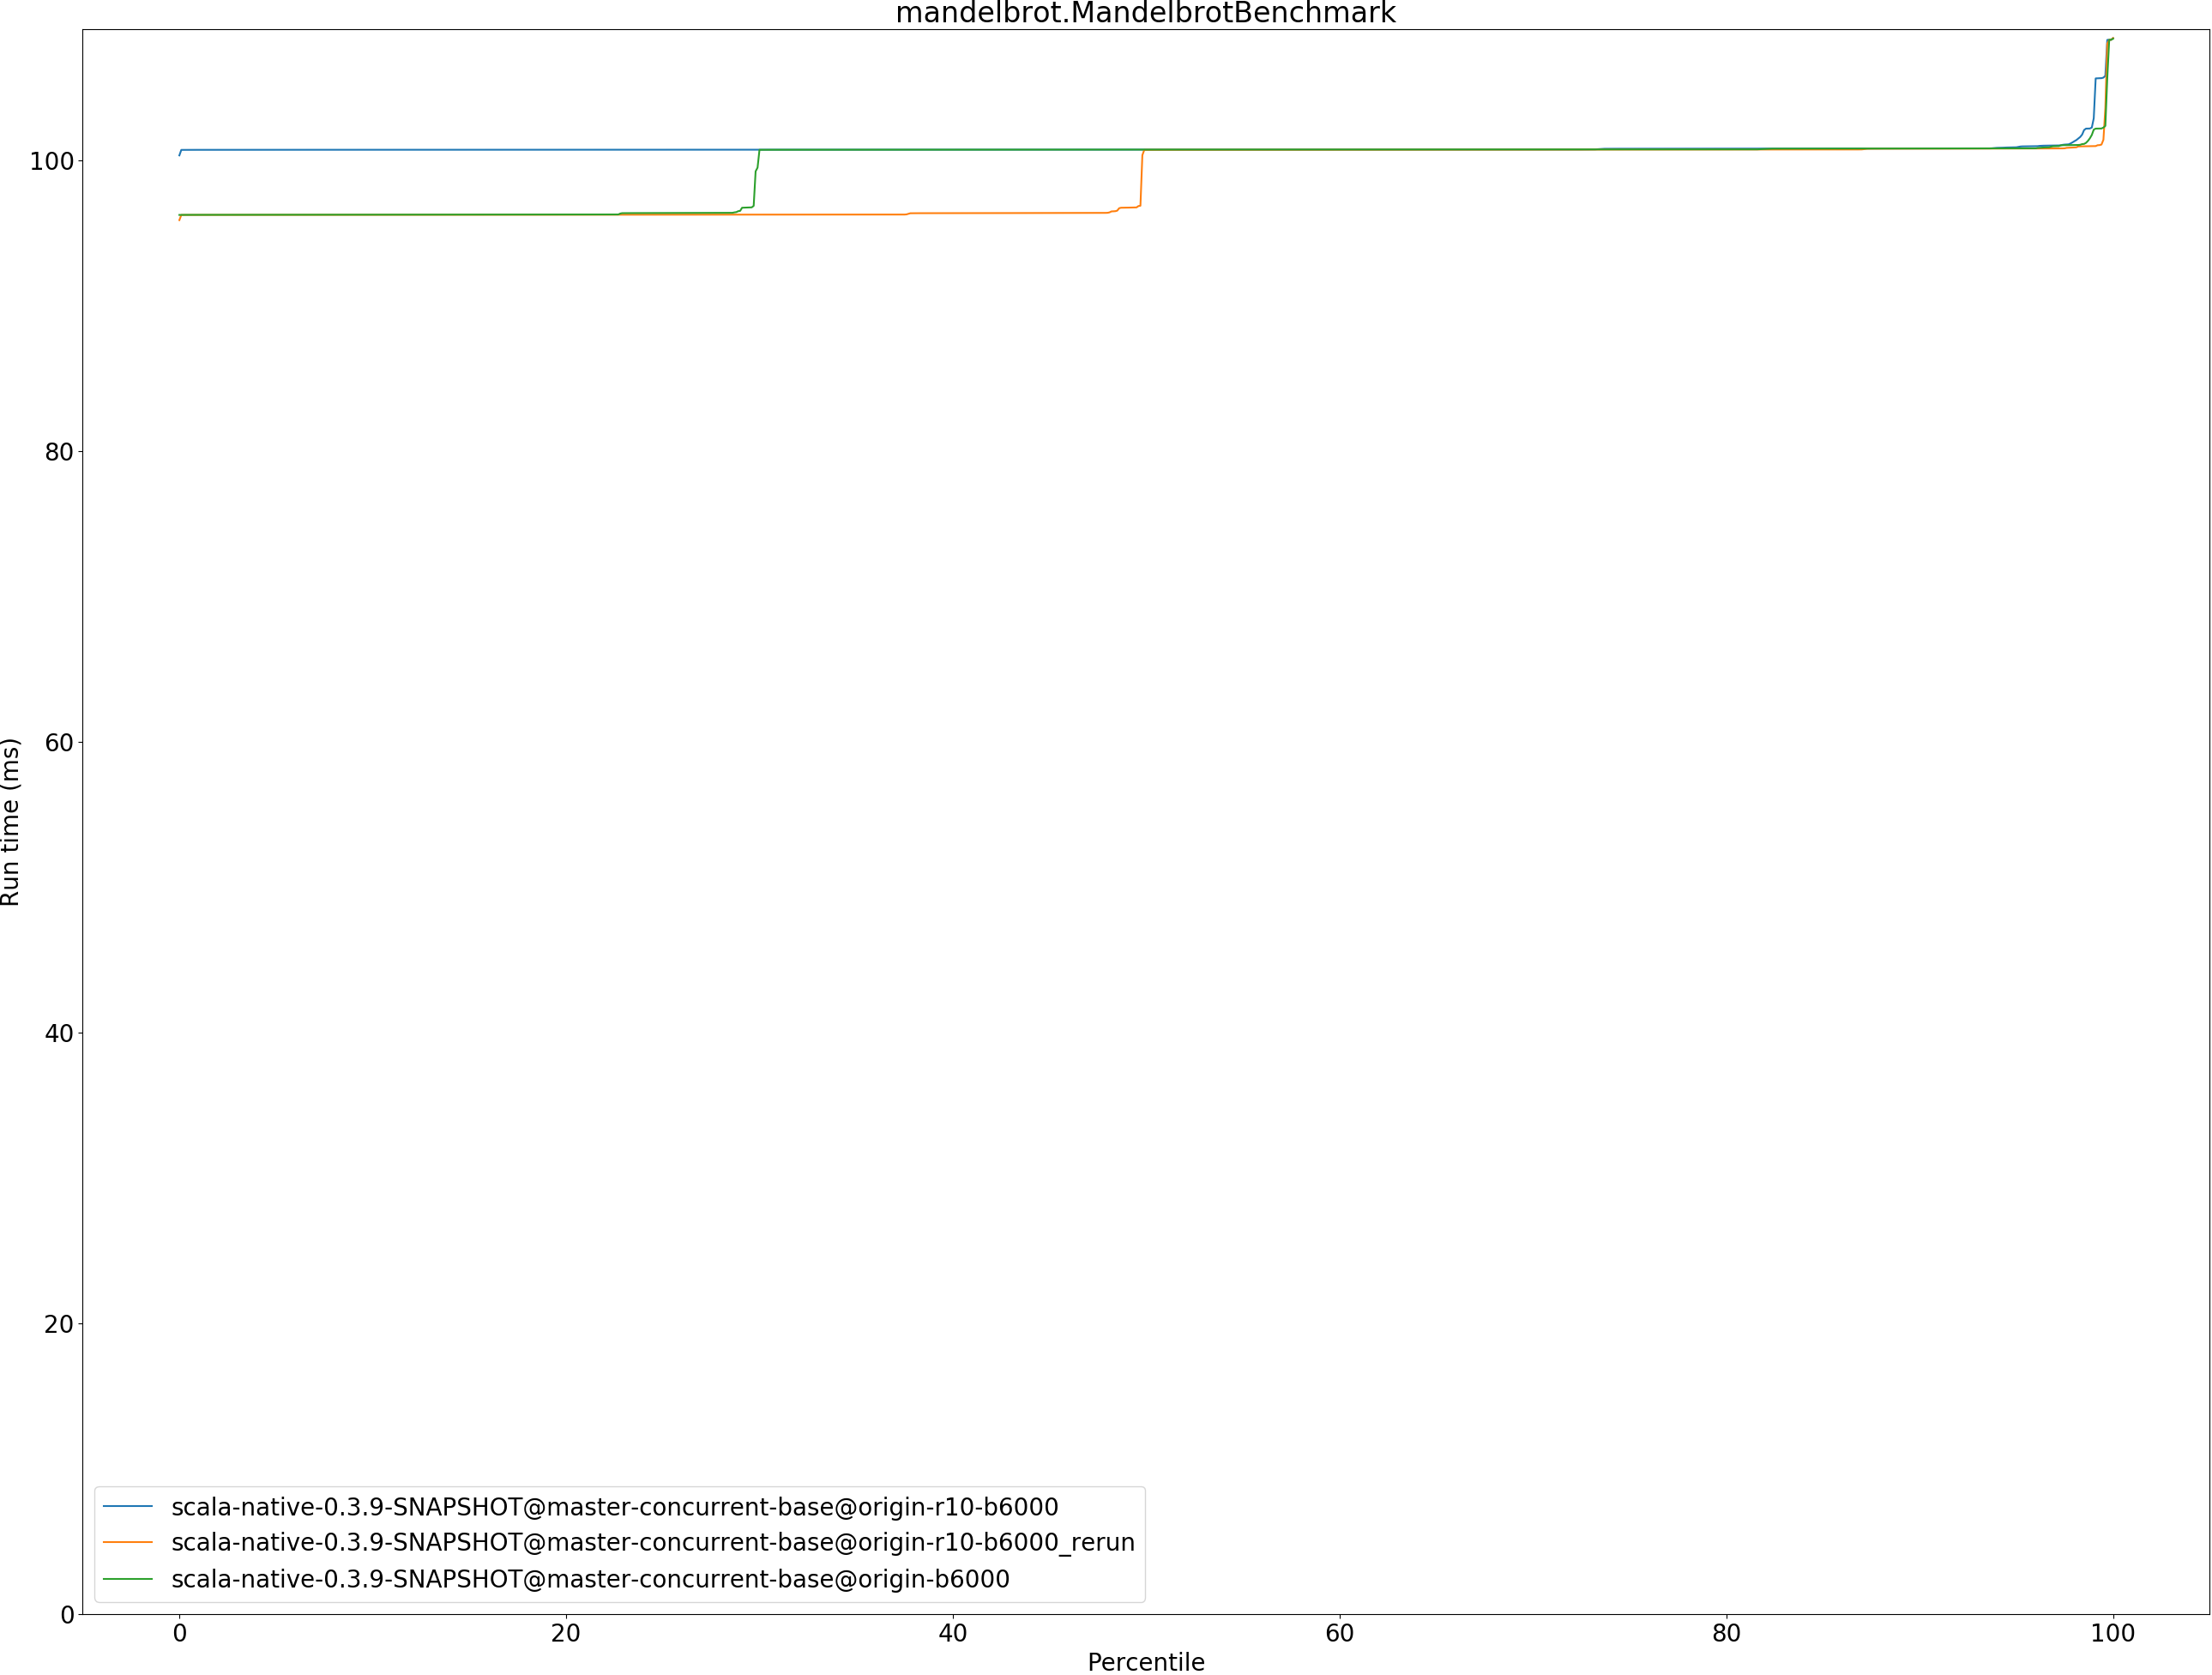 mandelbrot.MandelbrotBenchmark
Run time (ms)
100
80
60
40
20
0
scala-native-0.3.9-SNAPSHOT@master-concurrent-base@origin-r10-b6000
scala-native-0.3.9-SNAPSHOT@master-concurrent-base@origin-r10-b6000_rerun
scala-native-0.3.9-SNAPSHOT@master-concurrent-base@origin-b6000
0 20 40 60 80 100
Percentile